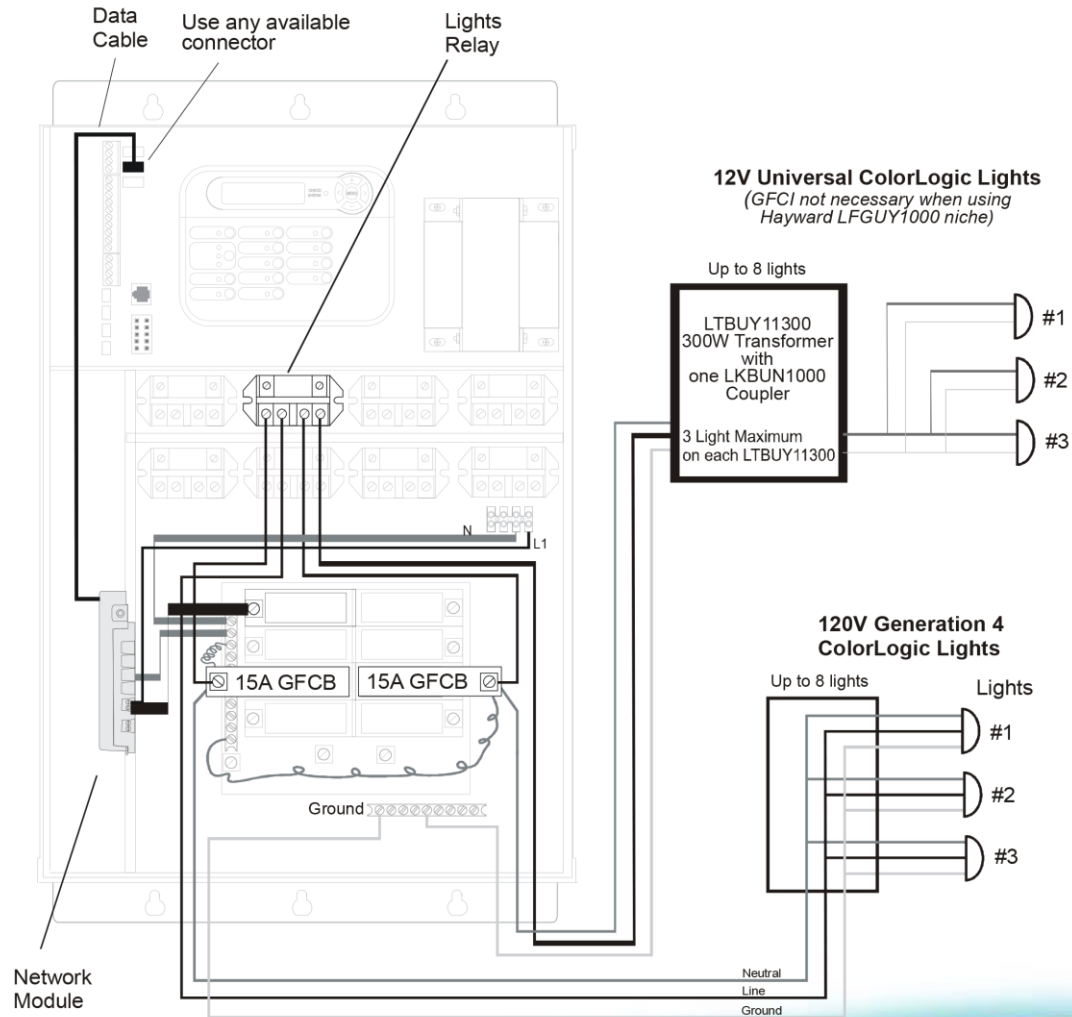 Data
Cable
Use any available
connector
Lights
Relay
12V Universal ColorLogic Lights
(GFCI not necessary when using
Hayward LFGUY1000 niche)
Up to 8 lights
LTBUY11300
300W Transformer
with
one LKBUN1000
Coupler
3 Light Maximum
on each LTBUY11300
#1
#2
#3
N
L1
15A GFCB
15A GFCB
Ground
120V Generation 4
ColorLogic Lights
Up to 8 lights
Lights
#1
#2
#3
Network
Module
Neutral
Line
Ground